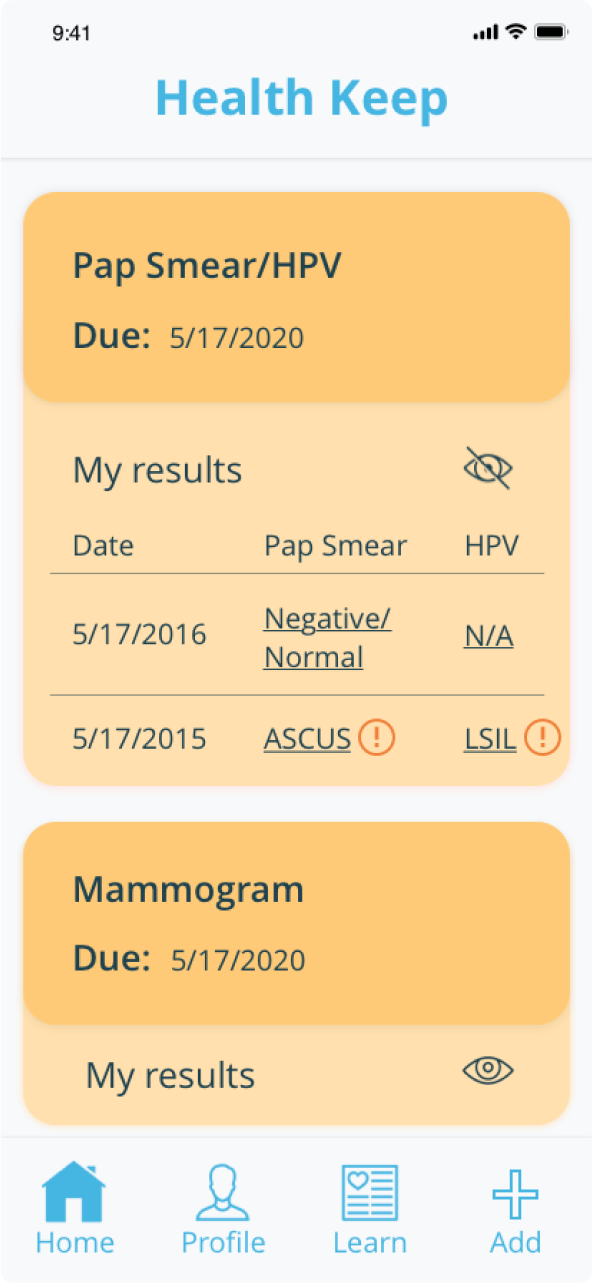 9:41
Health Keep
Pap Smear/HPV
Due: 5/17/2020
My results
Date Pap Smear HPV
5/17/2016 Negative/ N/A
Normal
5/17/2015 ASCUS ! LSIL !
Mammogram
Due: 5/17/2020
My results
Home Profile Learn Add